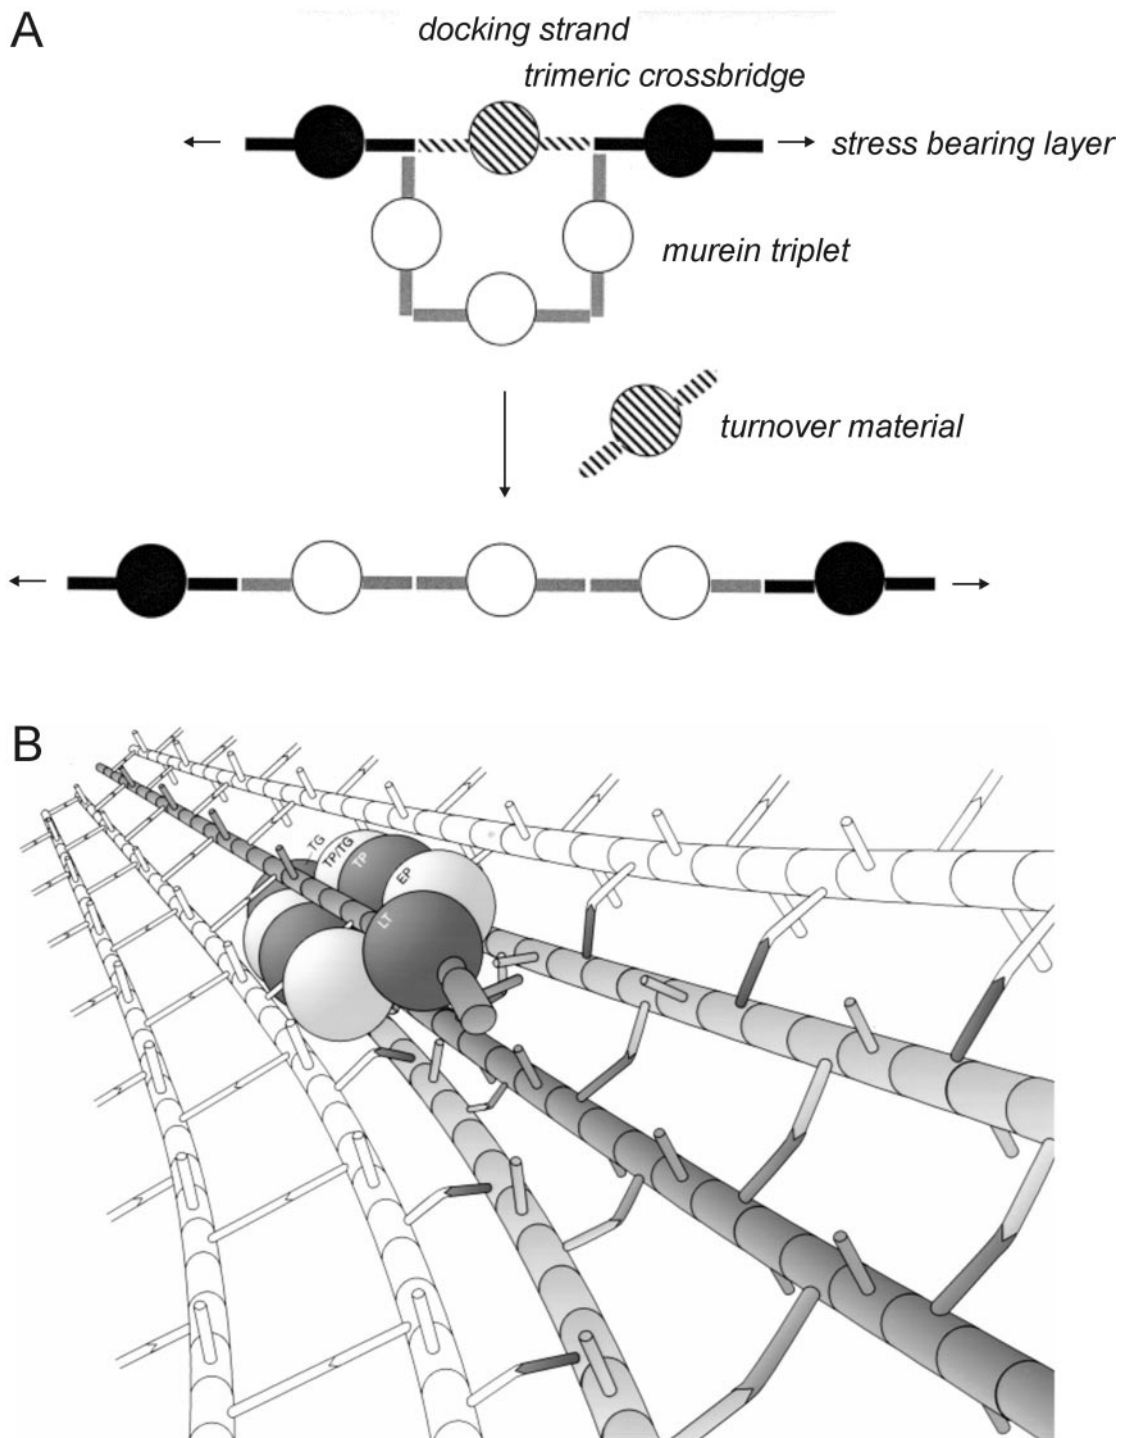 A
docking strand
trimeric crossbridge
stress bearing layer
murein triplet
turnover material
B
TG
TP/TG
TP
EP
LT